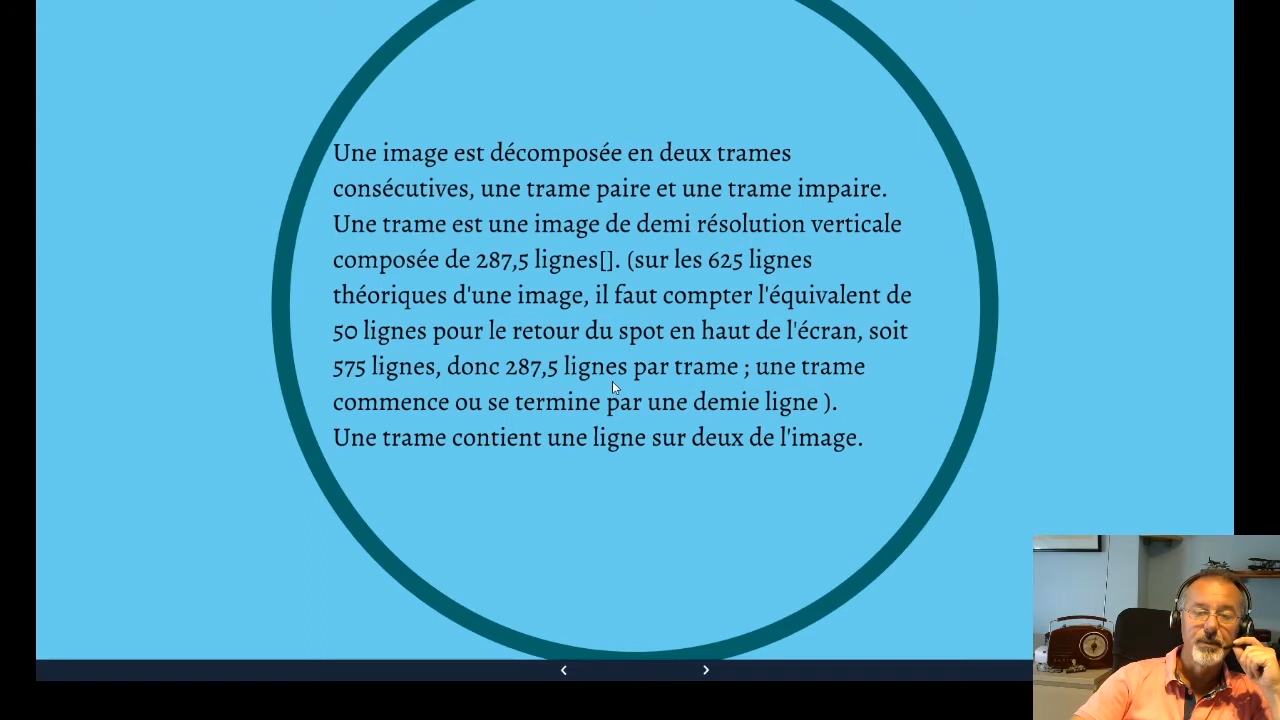 Une image est décomposée en deux trames
consécutives, une trame paire et une trame impaire.
Une trame est une image de demi résolution verticale
composée de 287,5 lignes[]. (sur les 625 lignes
théoriques d'une image, il faut compter l'équivalent de
50 lignes pour le retour du spot en haut de l'écran, soit
575 lignes, donc 287,5 lignes par trame ; une trame
commence ou se termine par une demie ligne ).
Une trame contient une ligne sur deux de l'image.